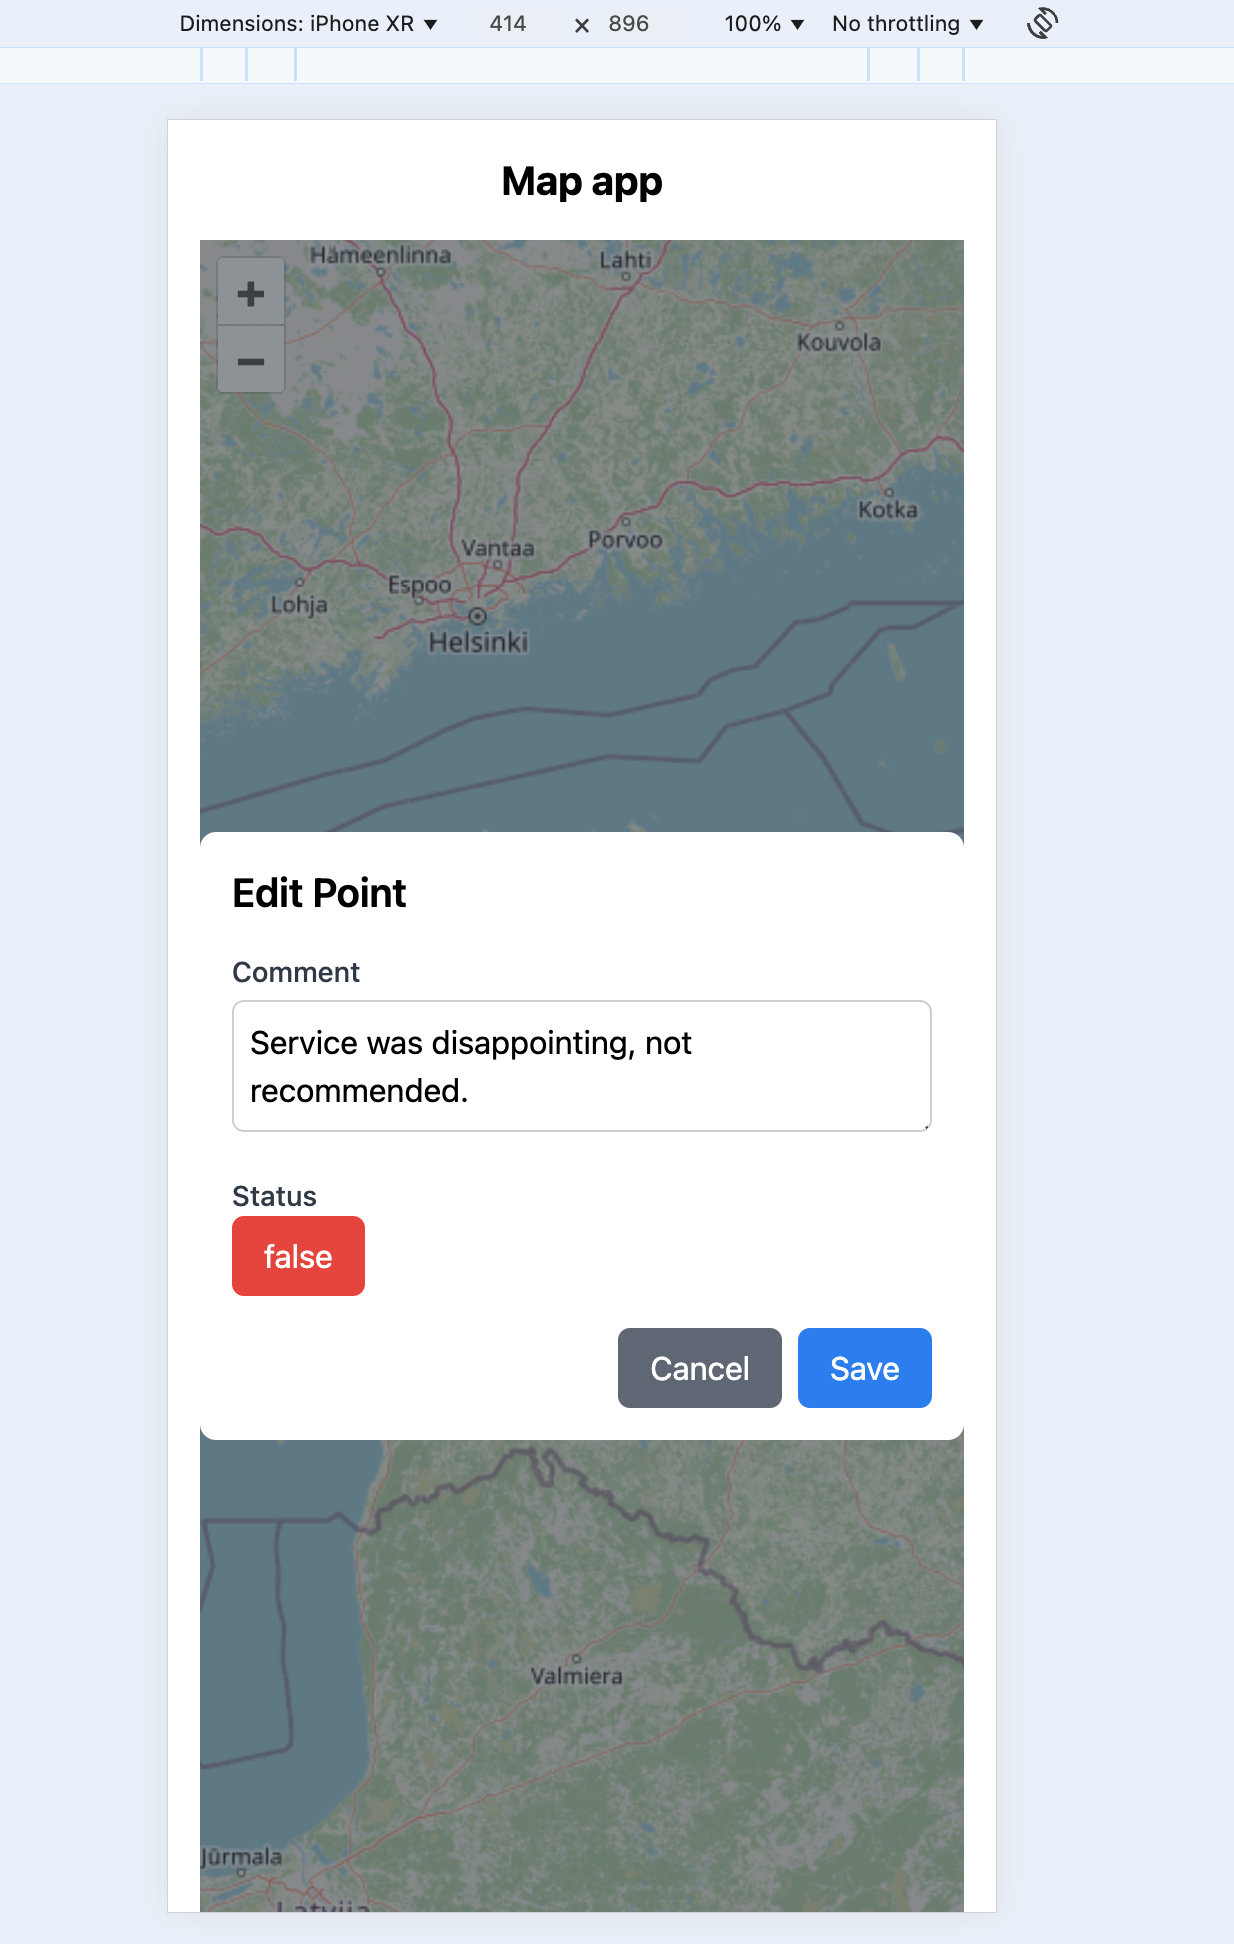 Dimensions: iPhone XR ▼ 414 × 896 100% ▼ No throttling ▼
Map app
Hämeenlinna
Lahti
+
Kouvola
−
Kotka
Porvoo
Vantaa
Espoo
Lohja
Helsinki
Edit Point
Comment
Service was disappointing, not
recommended.
Status
false
Cancel Save
Valmiera
Jūrmala
Latvija